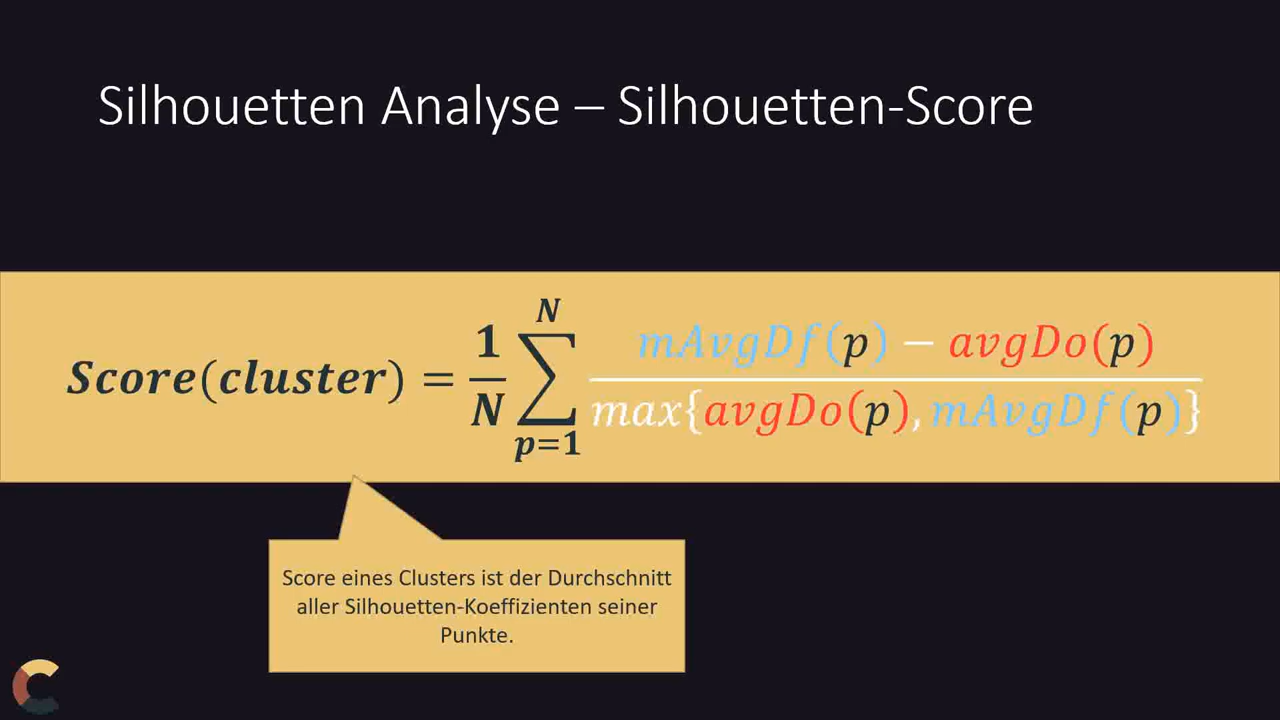 Silhouetten Analyse – Silhouetten-Score
Score(cluster) = 1/N ∑_{p=1}^{N} (mAvgDf(p) − avgDo(p)) / max{avgDo(p), mAvgDf(p)}
Score eines Clusters ist der Durchschnitt
aller Silhouetten-Koeffizienten seiner
Punkte.